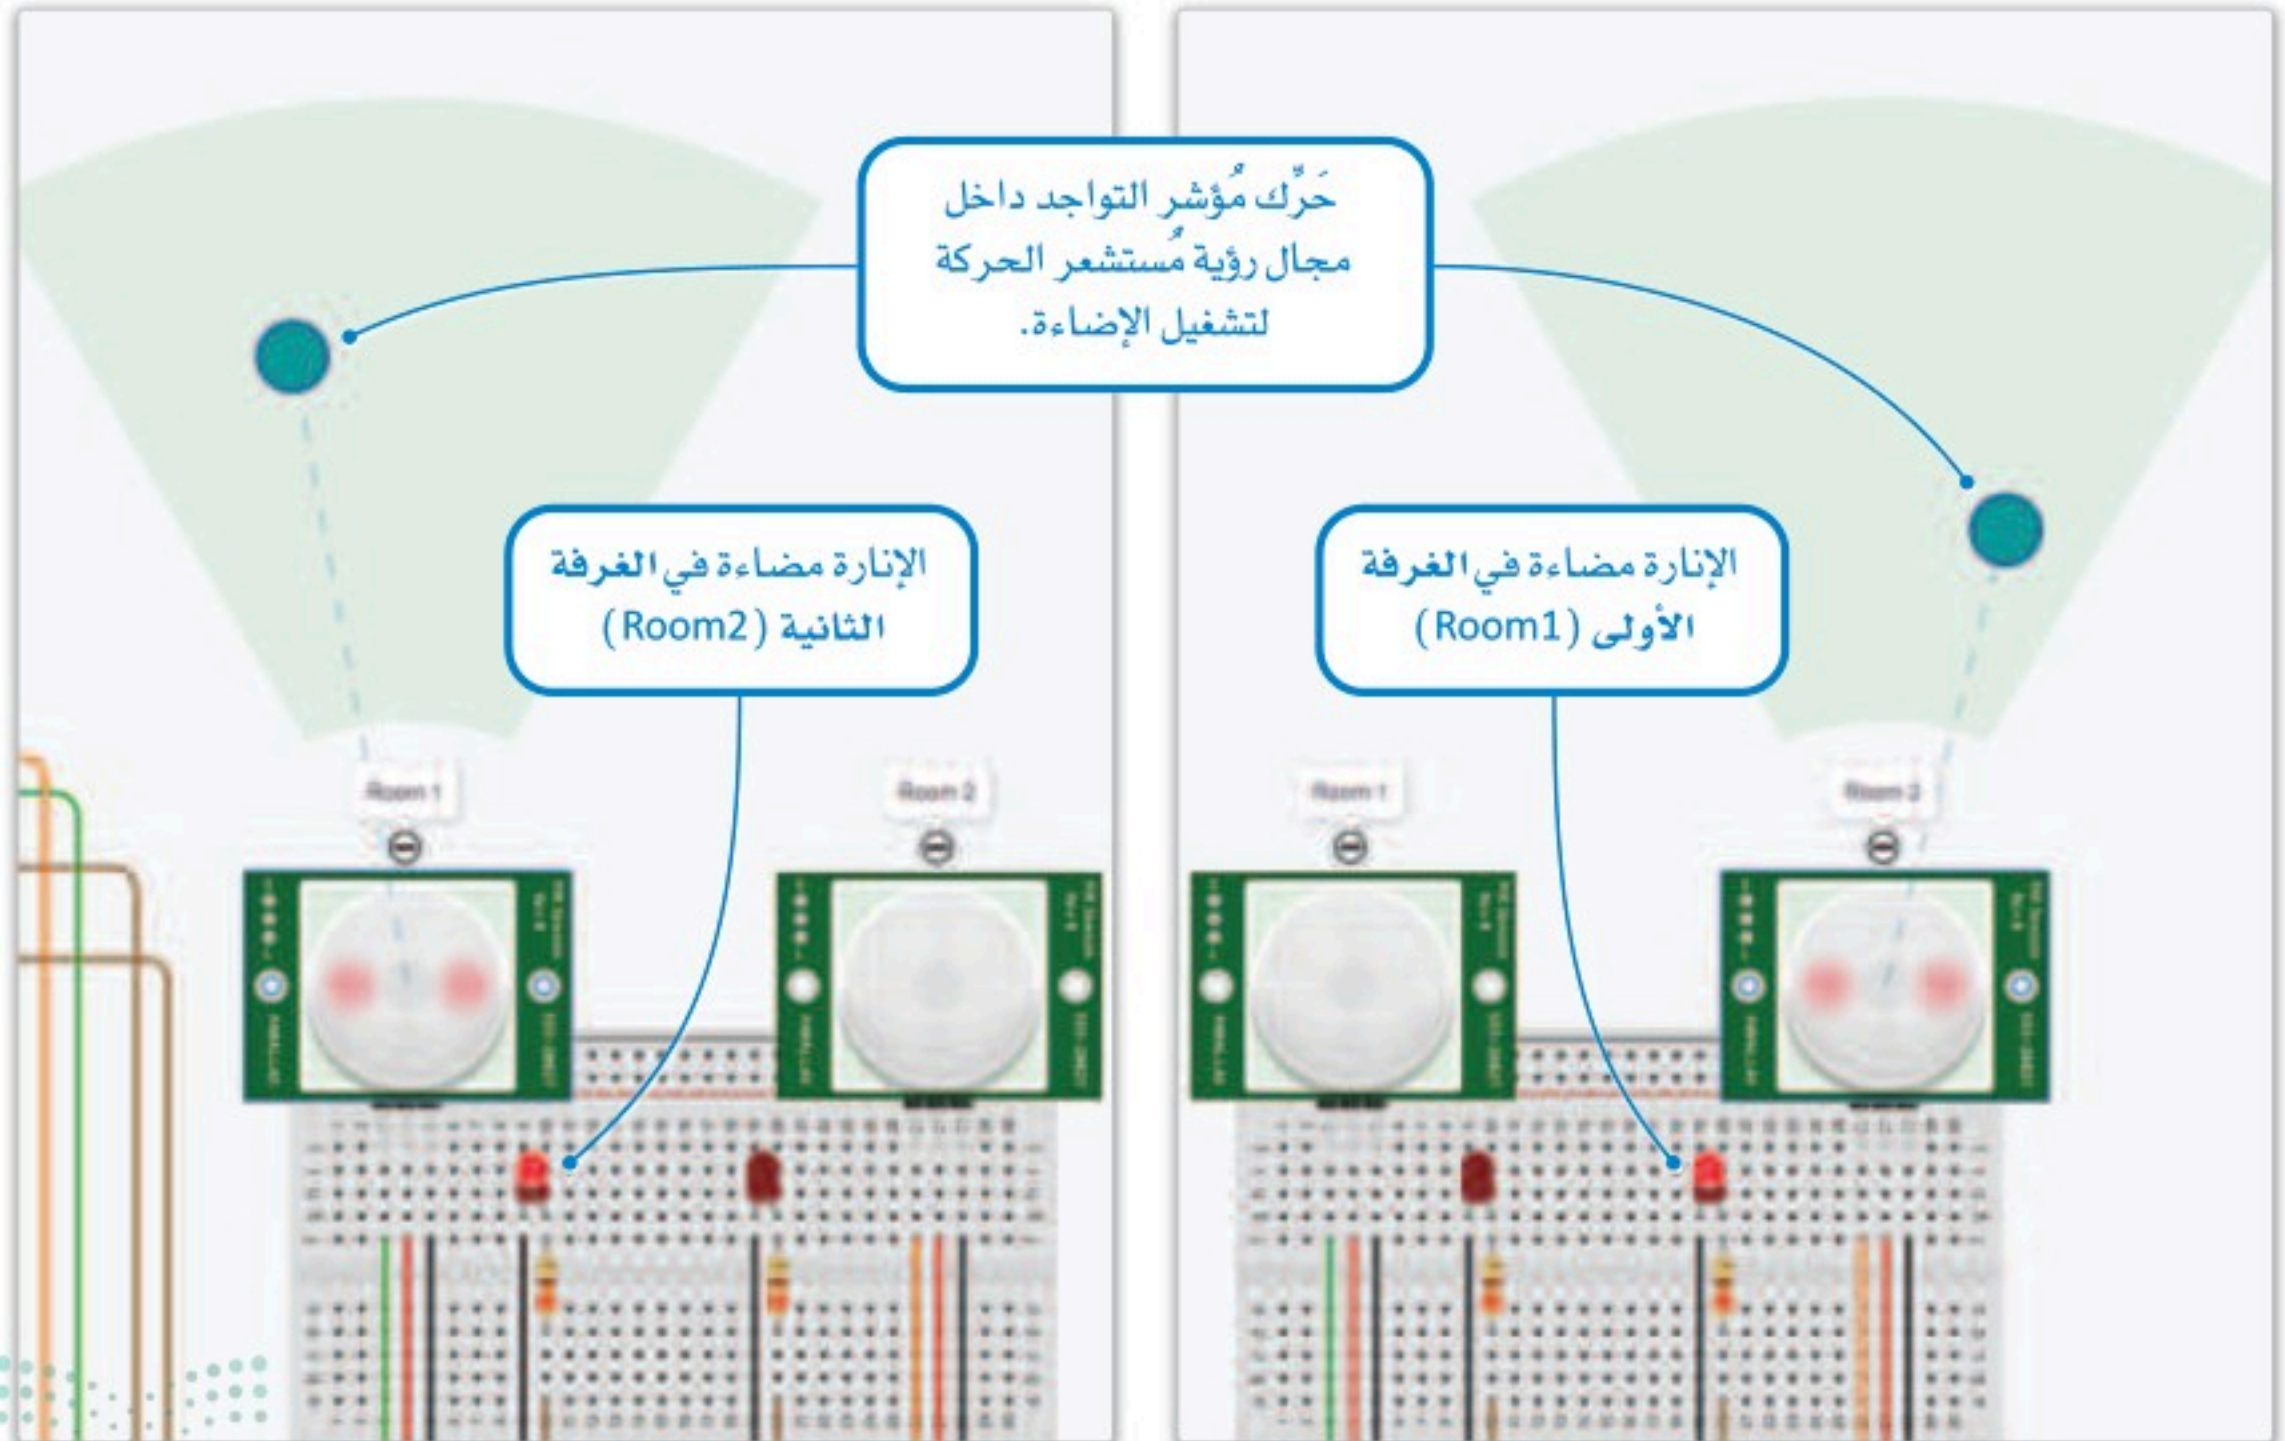 حَرِّك مُؤشر التواجد داخل
مجال رؤية مُستشعر الحركة
لتشغيل الإضاءة.
الإنارة مضاءة في الغرفة
الأولى (Room1)
الإنارة مضاءة في الغرفة
الثانية (Room2)
Room 1
Room 2
Room 1
Room 2